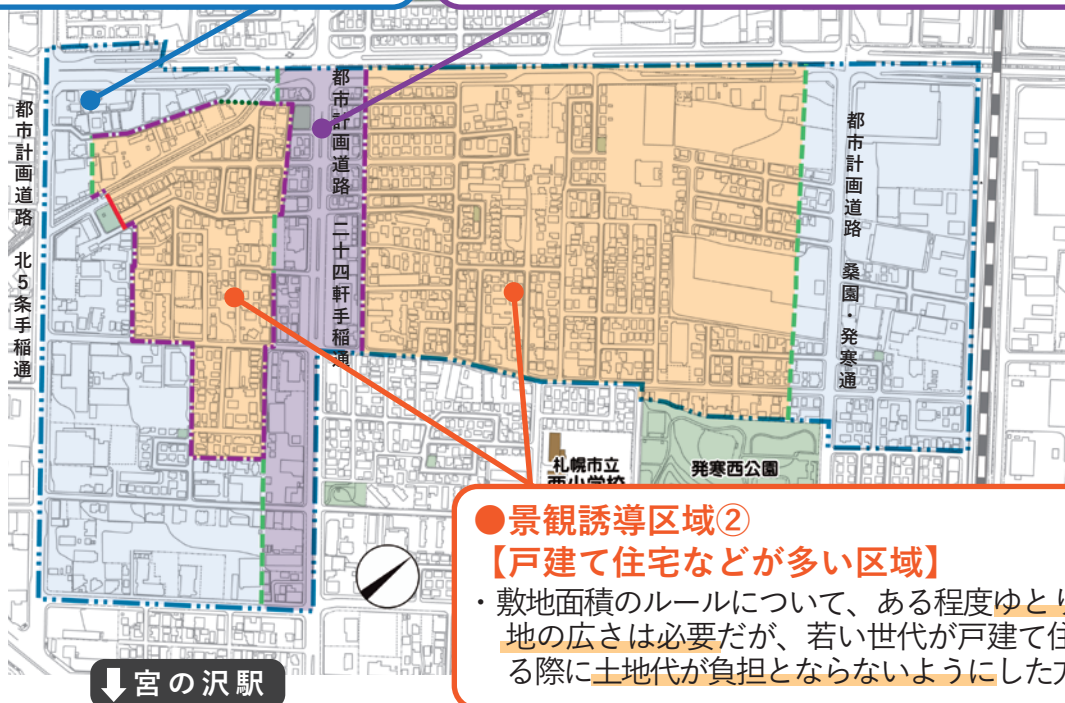 都市計画道路 北5条手稲通
都市計画道路 二十四軒手稲通
都市計画道路 桑園・発寒通
札幌市立
西小学校
発寒西公園
●景観誘導区域②
【戸建て住宅などが多い区域】
・敷地面積のルールについて、ある程度ゆとり
地の広さは必要だが、若い世代が戸建て住
る際に土地代が負担とならないようにした方
⬇宮の沢駅